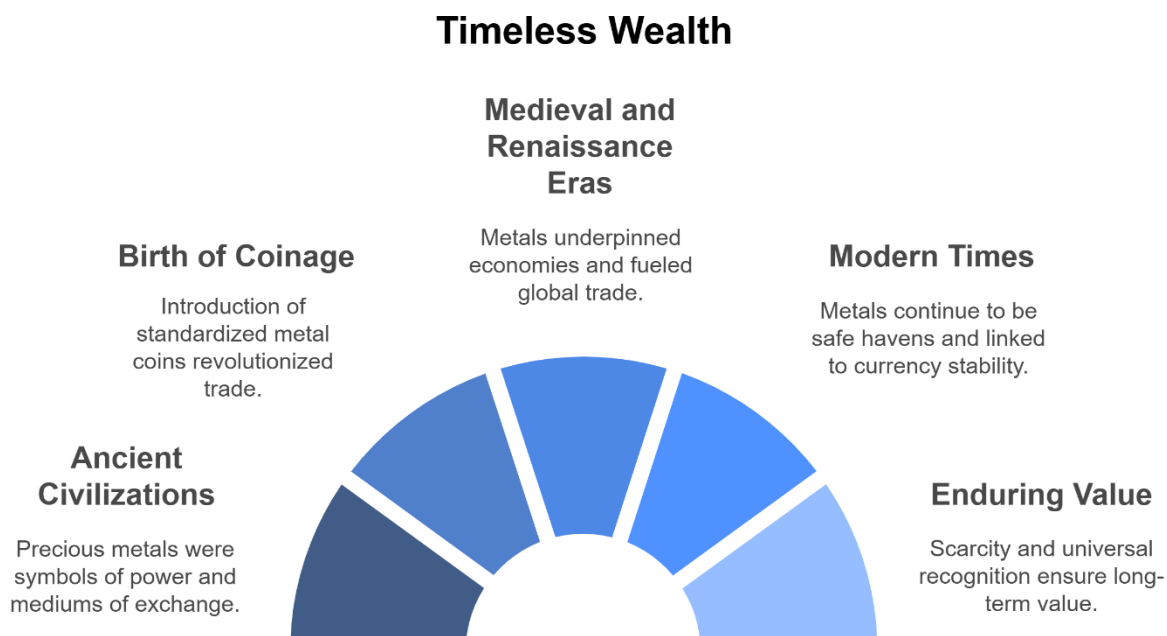 Timeless Wealth
Medieval and
Renaissance
Eras
Metals underpinned
economies and fueled
global trade.
Birth of Coinage
Introduction of
standardized metal
coins revolutionized
trade.
Modern Times
Metals continue to be
safe havens and linked
to currency stability.
Ancient
Civilizations
Precious metals were
symbols of power and
mediums of exchange.
Enduring Value
Scarcity and universal
recognition ensure long-
term value.